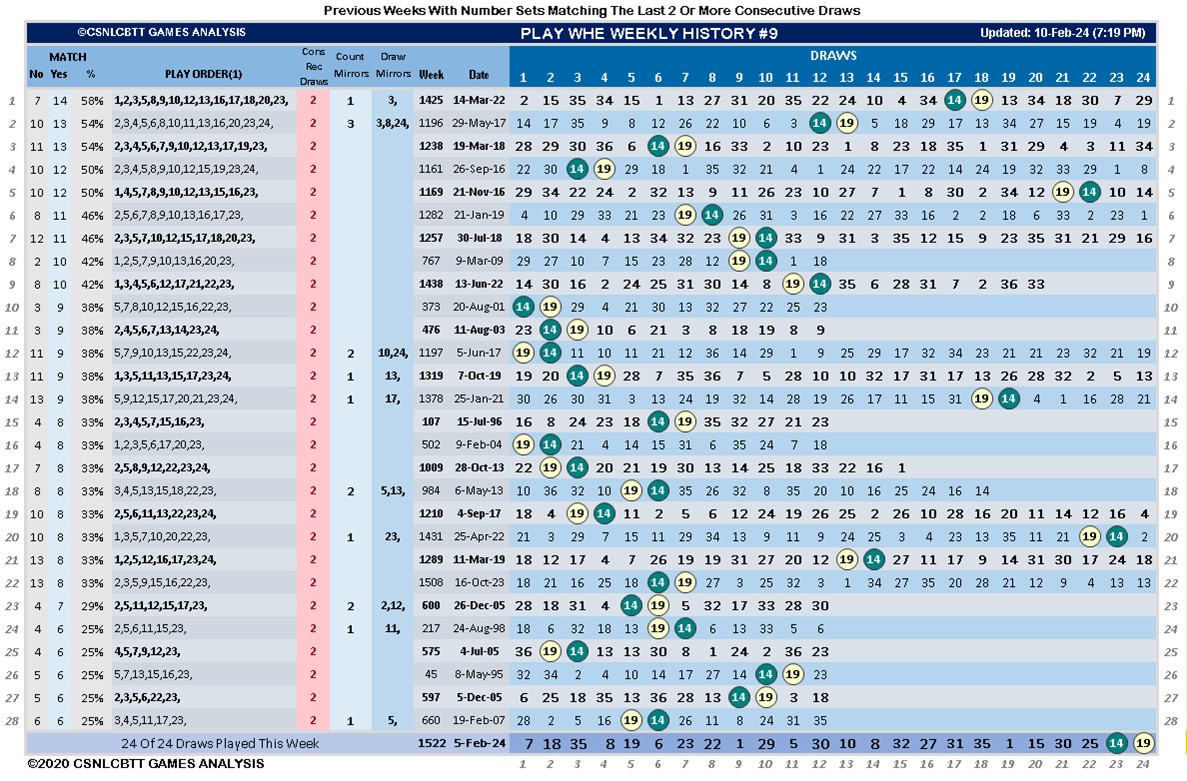 Previous Weeks With Number Sets Matching The Last 2 Or More Consecutive Draws
©CSNLCBTT GAMES ANALYSIS PLAY WHE WEEKLY HISTORY #9 Updated: 10-Feb-24 (7:19 PM)
MATCH Cons Rec Draws Count Mirrors Draw Mirrors DRAWS
No Yes % PLAY ORDER(1) Week Date 1 2 3 4 5 6 7 8 9 10 11 12 13 14 15 16 17 18 19 20 21 22 23 24
1 7 14 58% 1,2,3,5,8,9,10,12,13,16,17,18,20,23, 2 1 3, 1425 14-Mar-22 2 15 35 34 15 1 13 27 31 20 35 22 24 10 4 34 14 19 13 34 18 30 7 29 1
2 10 13 54% 2,3,4,5,6,8,10,11,13,16,20,23,24, 2 3 3,8,24, 1196 29-May-17 14 17 35 9 8 12 26 22 10 6 3 14 19 5 18 29 17 13 34 27 15 19 4 19 2
3 11 13 54% 2,3,4,5,6,7,9,10,12,13,17,19,23, 2 1238 19-Mar-18 28 29 30 36 6 14 19 16 33 2 10 23 1 8 23 18 35 1 31 29 4 3 11 34 3
4 10 12 50% 2,3,4,5,8,9,10,12,15,19,23,24, 2 1161 26-Sep-16 22 30 14 19 29 18 1 35 32 21 4 1 24 22 17 22 14 24 19 32 33 29 1 8 4
5 10 12 50% 1,4,5,7,8,9,10,12,13,15,16,23, 2 1169 21-Nov-16 29 34 22 24 2 32 13 9 11 26 23 10 27 7 1 8 30 2 34 12 19 14 10 14 5
6 8 11 46% 2,5,6,7,8,9,10,13,16,17,23, 2 1282 21-Jan-19 4 10 29 33 21 23 19 14 26 31 3 16 22 27 33 16 2 2 18 6 33 2 23 1 6
7 12 11 46% 2,3,5,7,10,12,15,17,18,20,23, 2 1257 30-Jul-18 18 30 14 4 13 34 32 23 19 14 33 9 31 3 35 12 15 9 23 35 31 21 29 16 7
8 2 10 42% 1,2,5,7,9,10,13,16,20,23, 2 767 9-Mar-09 29 27 10 7 15 23 28 12 19 14 1 18 8
9 8 10 42% 1,3,4,5,6,12,17,21,22,23, 2 1438 13-Jun-22 14 30 16 2 24 25 31 30 14 8 19 14 35 6 28 31 7 2 36 33 9
10 3 9 38% 5,7,8,10,12,15,16,22,23, 2 373 20-Aug-01 14 19 29 4 21 30 13 32 27 22 25 23 10
11 3 9 38% 2,4,5,6,7,13,14,23,24, 2 476 11-Aug-03 23 14 19 10 6 21 3 8 18 19 8 9 11
12 11 9 38% 5,7,9,10,13,15,22,23,24, 2 2 10,24, 1197 5-Jun-17 19 14 11 10 11 21 12 36 14 29 1 9 25 29 17 32 34 23 21 21 23 32 21 19 12
13 11 9 38% 1,3,5,11,13,15,17,23,24, 2 1 13, 1319 7-Oct-19 19 20 14 19 28 7 35 36 7 5 28 10 10 32 17 31 17 13 26 28 32 2 5 13 13
14 13 9 38% 5,9,12,15,17,20,21,23,24, 2 1 17, 1378 25-Jan-21 30 26 30 31 3 13 24 19 32 14 28 19 26 17 11 15 31 19 14 4 1 16 28 21 14
15 4 8 33% 2,3,4,5,7,15,16,23, 2 107 15-Jul-96 16 8 24 23 18 14 19 35 32 27 21 23 15
16 4 8 33% 1,2,3,5,6,17,20,23, 2 502 9-Feb-04 19 14 21 4 14 15 31 6 35 24 7 18 16
17 7 8 33% 2,5,8,9,12,22,23,24, 2 1009 28-Oct-13 22 19 14 20 21 19 30 13 14 25 18 33 22 16 1 17
18 8 8 33% 3,4,5,13,15,18,22,23, 2 2 5,13, 984 6-May-13 10 36 32 10 19 14 35 26 32 8 35 20 10 16 25 24 16 14 18
19 10 8 33% 2,5,6,11,13,22,23,24, 2 1210 4-Sep-17 18 4 19 14 11 2 5 6 12 24 19 26 25 2 26 10 28 16 20 11 14 12 16 4 19
20 10 8 33% 1,3,5,7,10,20,22,23, 2 1 23, 1431 25-Apr-22 21 3 29 7 15 11 29 34 13 12 11 9 24 25 3 4 23 13 35 11 21 19 14 2 20
21 13 8 33% 1,2,5,12,16,17,23,24, 2 1289 11-Mar-19 18 12 17 4 7 26 19 19 31 27 20 12 19 14 27 11 17 9 14 31 30 17 24 18 21
22 13 8 33% 2,3,5,9,15,16,22,23, 2 1508 16-Oct-23 18 21 16 25 18 14 19 27 3 25 32 3 1 34 27 35 20 28 21 12 9 4 13 13 22
23 4 7 29% 2,5,11,12,15,17,23, 2 2 2,12, 600 26-Dec-05 28 18 31 4 14 19 5 32 17 33 28 30 23
24 4 6 25% 2,5,6,11,15,23, 2 1 11, 217 24-Aug-98 18 6 32 18 13 19 14 6 13 33 5 6 24
25 4 6 25% 4,5,7,9,12,23, 2 575 4-Jul-05 36 19 14 13 13 30 8 1 24 2 36 23 25
26 5 6 25% 5,7,13,15,16,23, 2 45 8-May-95 32 34 2 4 10 14 17 26 15 14 19 23 26
27 5 6 25% 2,3,5,6,22,23, 2 597 5-Dec-05 6 25 18 35 13 36 28 13 14 19 3 18 27
28 6 6 25% 3,4,5,11,17,23, 2 1 5, 660 19-Feb-07 28 2 5 16 19 14 26 11 8 24 31 35 28
24 Of 24 Draws Played This Week 1522 5-Feb-24 7 18 35 8 19 6 23 22 1 29 5 30 10 8 32 27 31 35 1 15 30 25 14 19
©2020 CSNLCBTT GAMES ANALYSIS 1 2 3 4 5 6 7 8 9 10 11 12 13 14 15 16 17 18 19 20 21 22 23 24